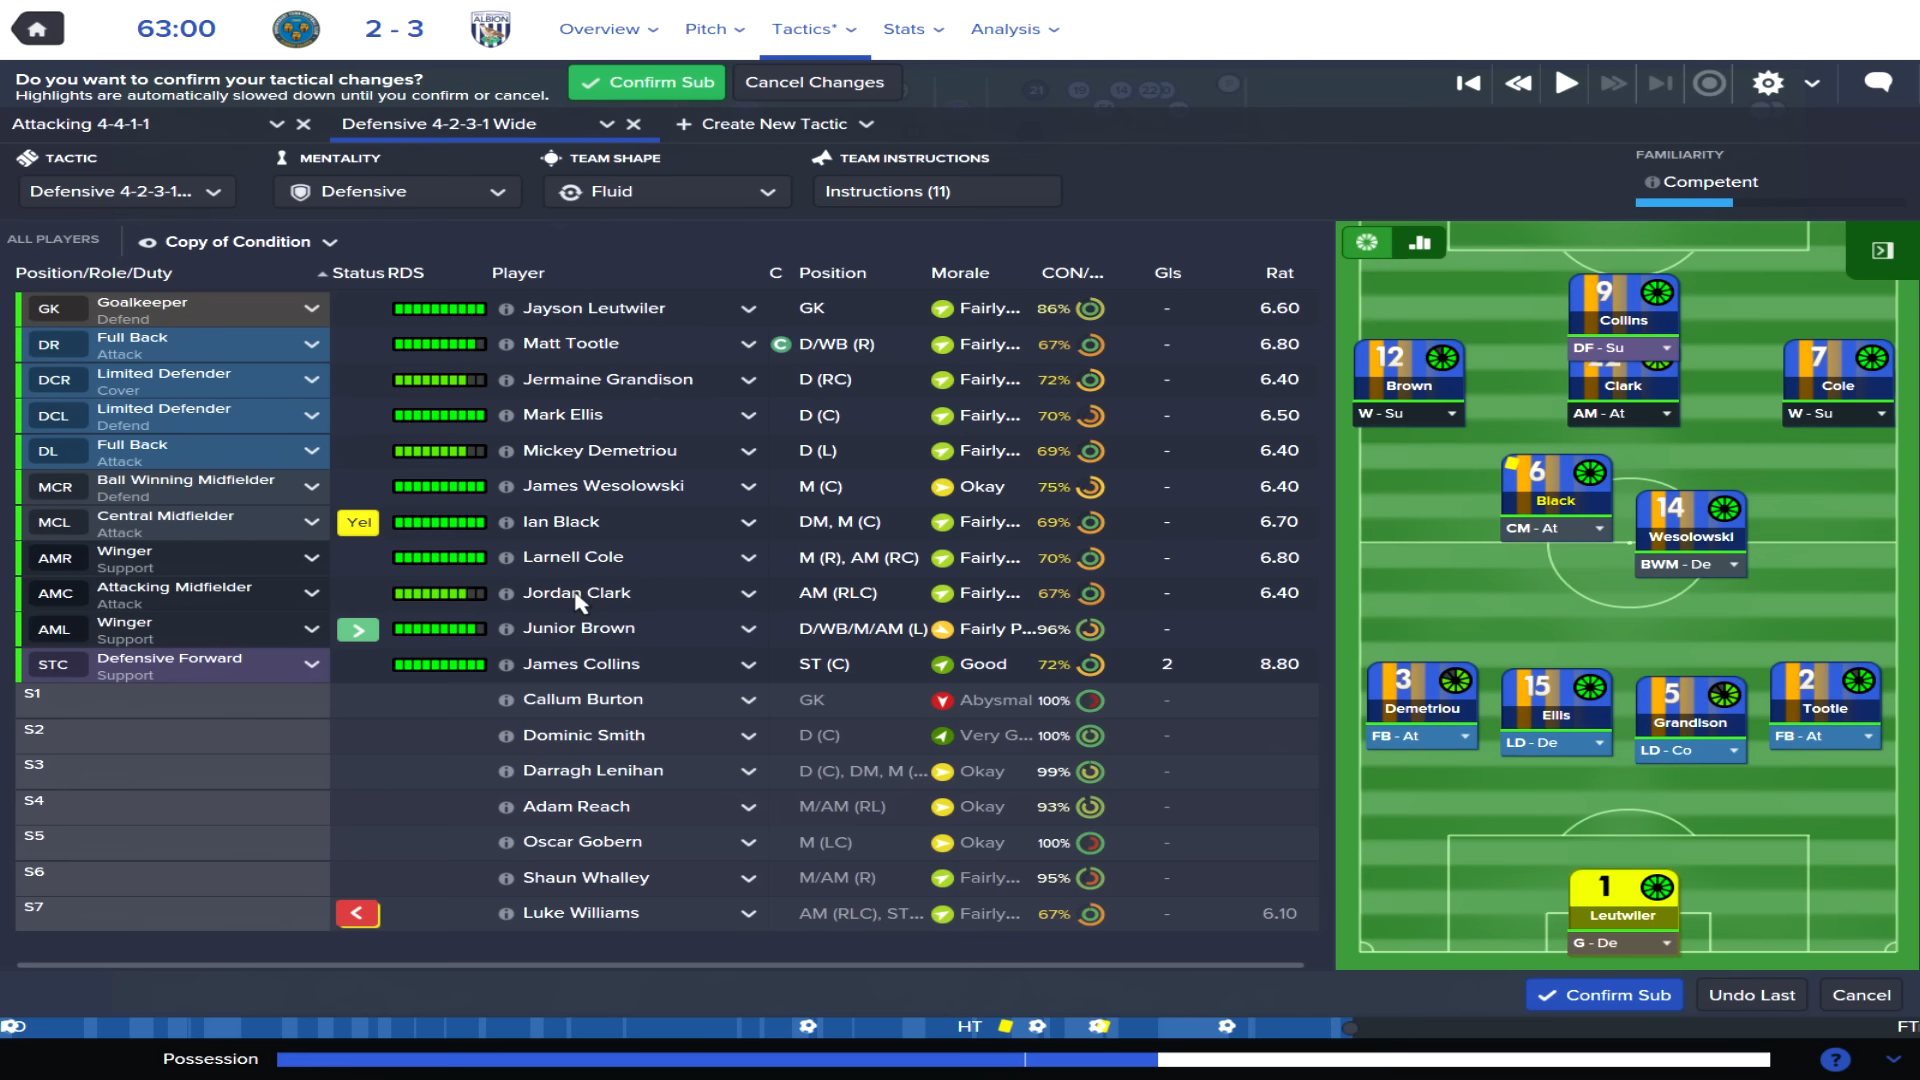 63:00
2 - 3
ALBION
Overview
Pitch
Tactics*
Stats
Analysis
Do you want to confirm your tactical changes?
Highlights are automatically slowed down until you confirm or cancel.
Confirm Sub
Cancel Changes
Attacking 4-4-1-1
Defensive 4-2-3-1 Wide
Create New Tactic
TACTIC
MENTALITY
TEAM SHAPE
TEAM INSTRUCTIONS
FAMILIARITY
Defensive 4-2-3-1...
Defensive
Fluid
Instructions (11)
Competent
ALL PLAYERS
Copy of Condition
Position/Role/Duty Status RDS Player C Position Morale CON/... Gls Rat
GK Goalkeeper Defend Jayson Leutwiler GK Fairly... 86% - 6.60
DR Full Back Attack Matt Tootle C D/WB (R) Fairly... 67% - 6.80
DCR Limited Defender Cover Jermaine Grandison D (RC) Fairly... 72% - 6.40
DCL Limited Defender Defend Mark Ellis D (C) Fairly... 70% - 6.50
DL Full Back Attack Mickey Demetriou D (L) Fairly... 69% - 6.40
MCR Ball Winning Midfielder Defend James Wesolowski M (C) Okay 75% - 6.40
MCL Central Midfielder Attack Yel Ian Black DM, M (C) Fairly... 69% - 6.70
AMR Winger Support Larnell Cole M (R), AM (RC) Fairly... 70% - 6.80
AMC Attacking Midfielder Attack Jordan Clark AM (RLC) Fairly... 67% - 6.40
AML Winger Support Junior Brown D/WB/M/AM (L) Fairly P... 96% -
STC Defensive Forward Support James Collins ST (C) Good 72% 2 8.80
S1 Callum Burton GK Abysmal 100% -
S2 Dominic Smith D (C) Very G... 100% -
S3 Darragh Lenihan D (C), DM, M (... Okay 99% -
S4 Adam Reach M/AM (RL) Okay 93% -
S5 Oscar Gobern M (LC) Okay 100% -
S6 Shaun Whalley M/AM (R) Fairly... 95% -
S7 Luke Williams AM (RLC), ST... Fairly... 67% - 6.10
9
Collins
DF - Su
12
Brown
W - Su
Clark
AM - At
7
Cole
W - Su
6
Black
CM - At
14
Wesolowski
BWM - De
3
Demetriou
FB - At
15
Ellis
LD - De
5
Grandison
LD - Co
2
Tootle
FB - At
1
Leutwiler
G - De
Confirm Sub
Undo Last
Cancel
HT
FT
Possession
?